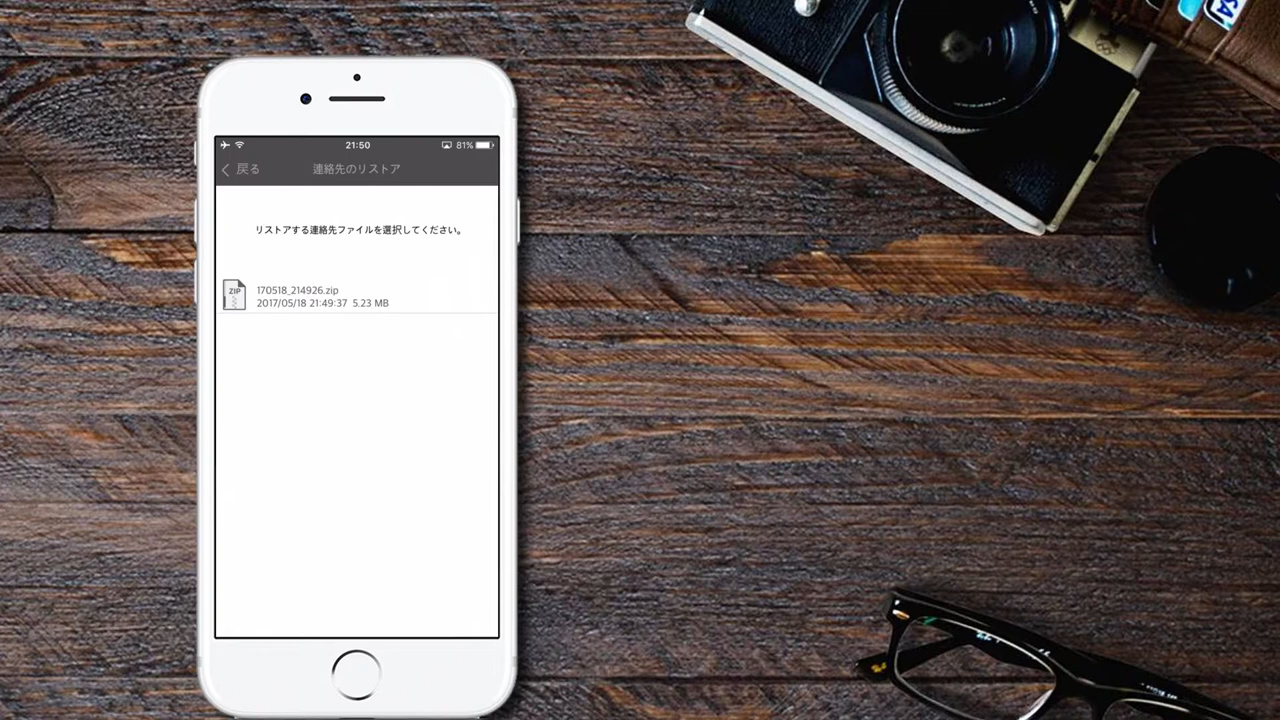 21:50
81%
戻る
連絡先のリストア
リストアする連絡先ファイルを選択してください。
ZIP
170518_214926.zip
2017/05/18 21:49:37 5.23 MB
VISA